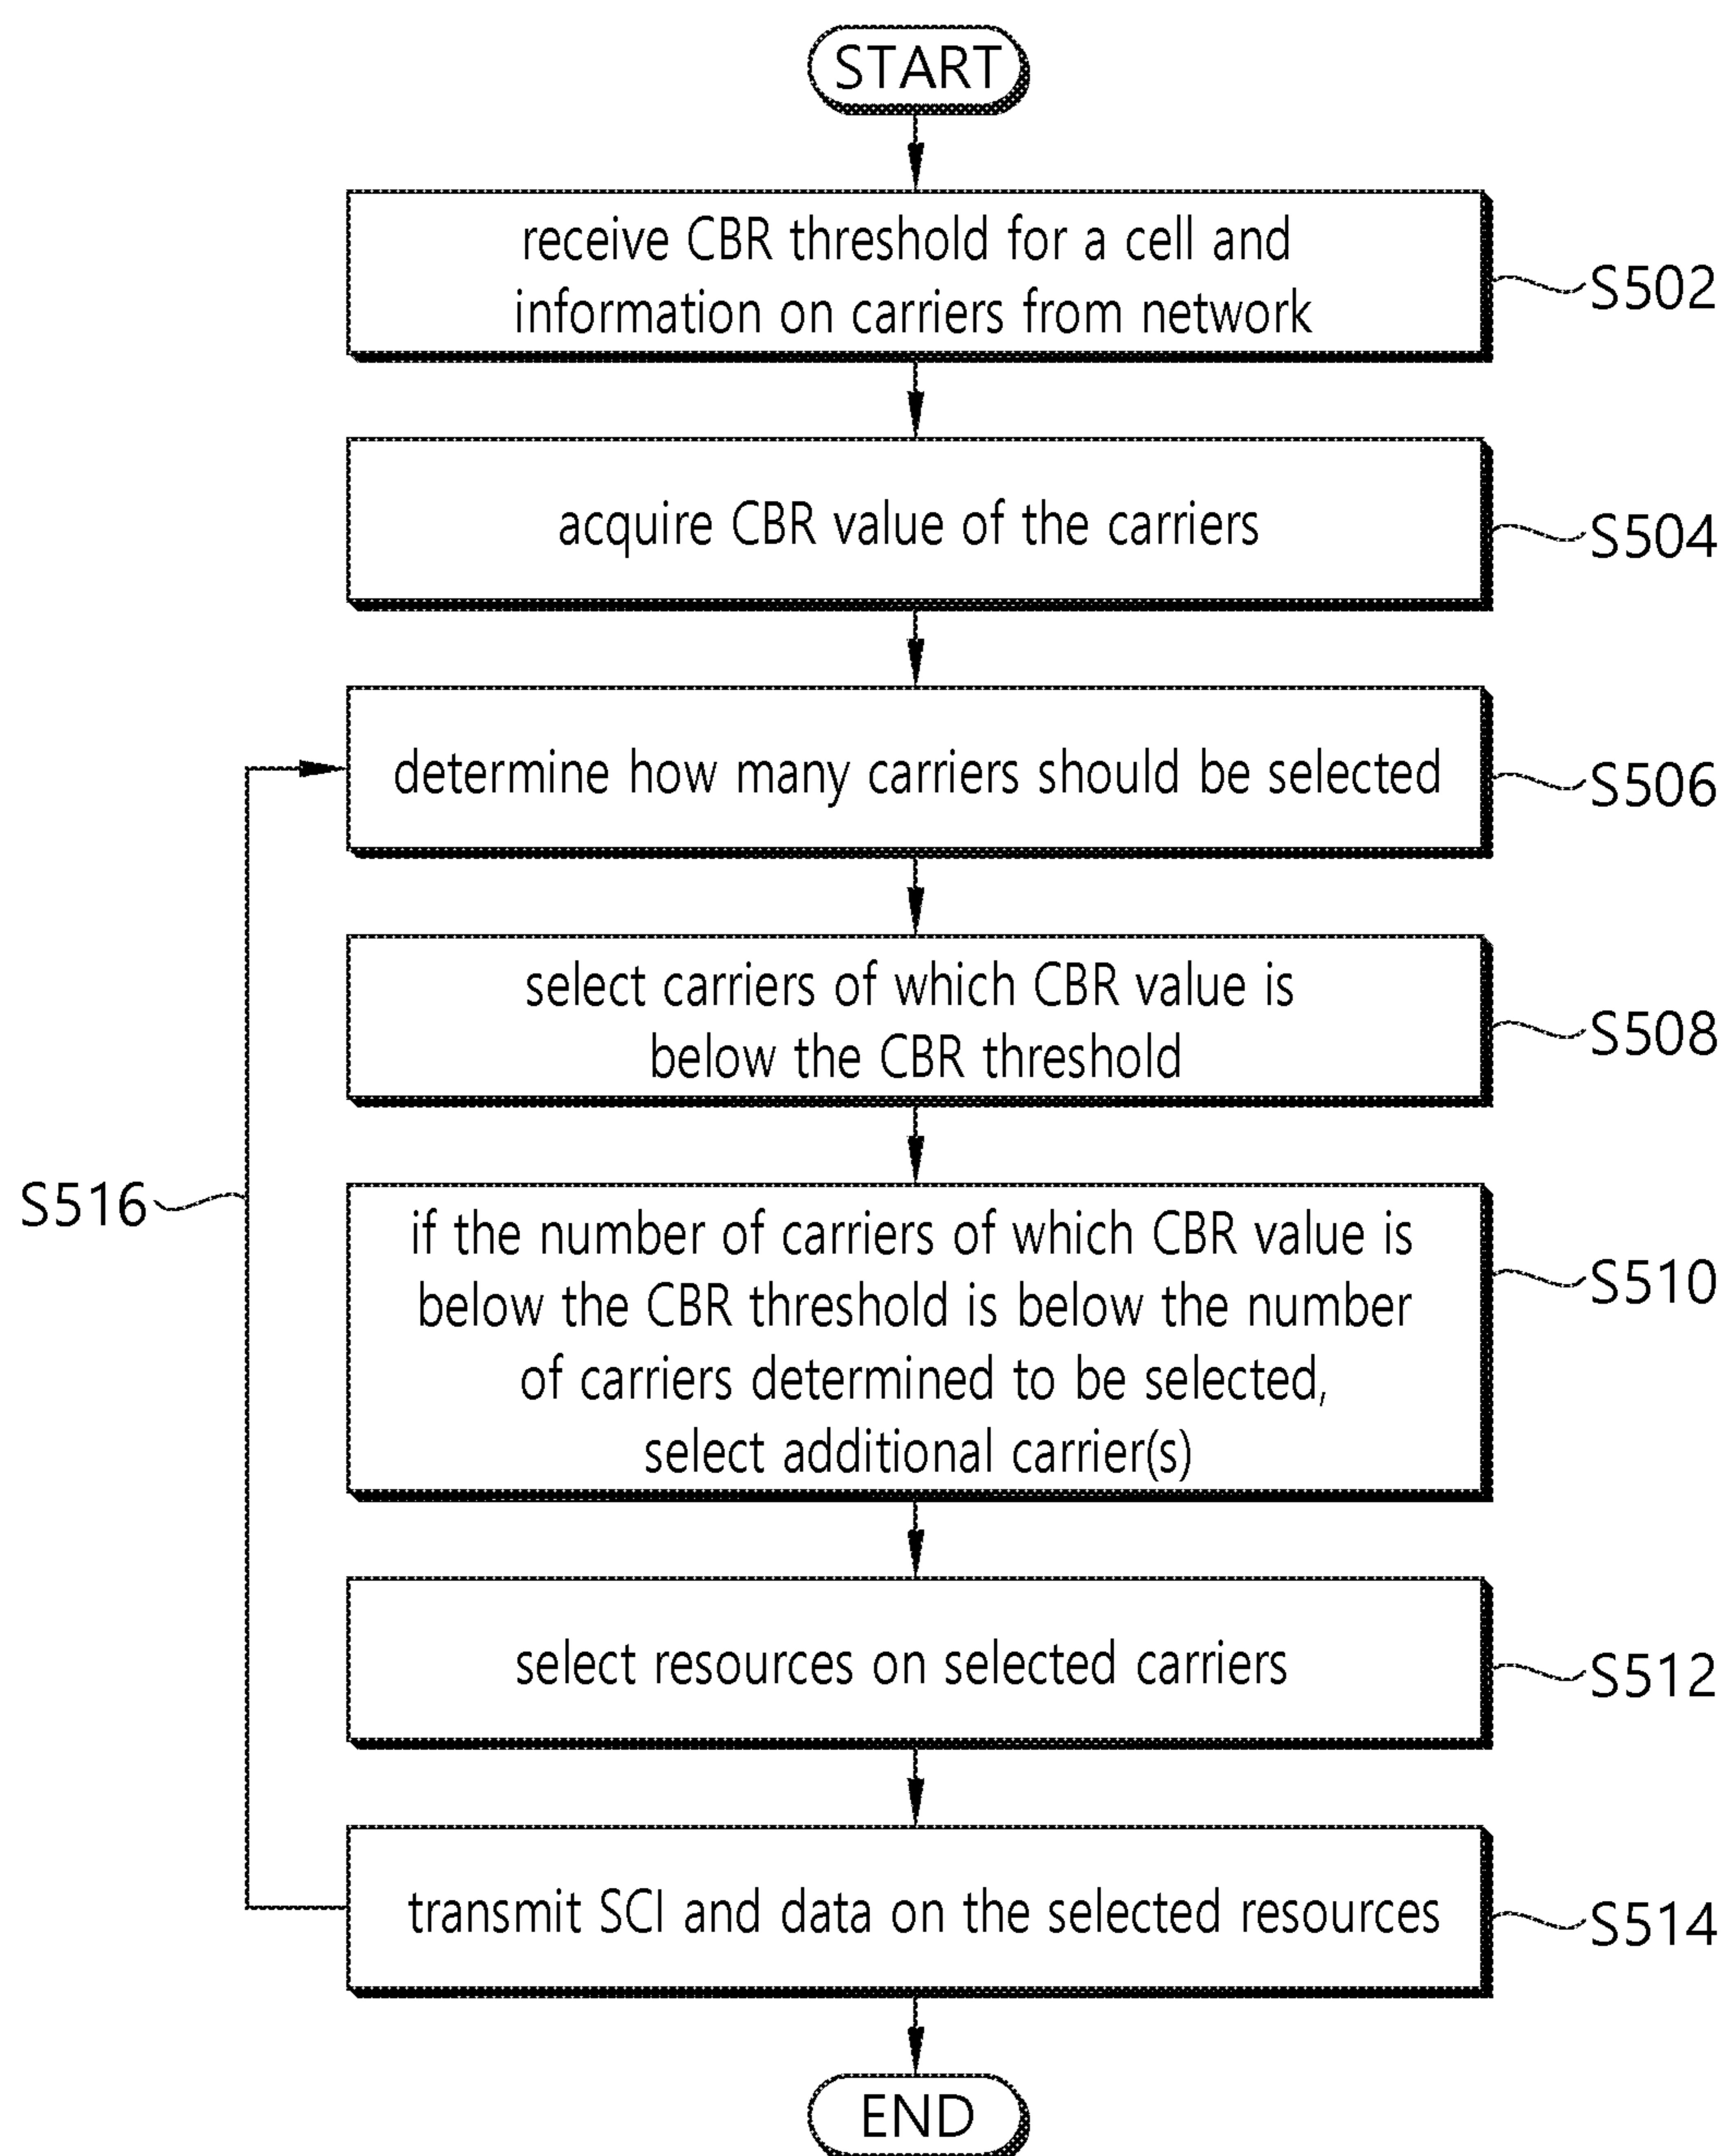 START
receive CBR threshold for a cell and
information on carriers from network
S502
acquire CBR value of the carriers
S504
determine how many carriers should be selected
S506
select carriers of which CBR value is
below the CBR threshold
S508
S516
if the number of carriers of which CBR value is
below the CBR threshold is below the number
of carriers determined to be selected,
select additional carrier(s)
S510
select resources on selected carriers
S512
transmit SCI and data on the selected resources
S514
END